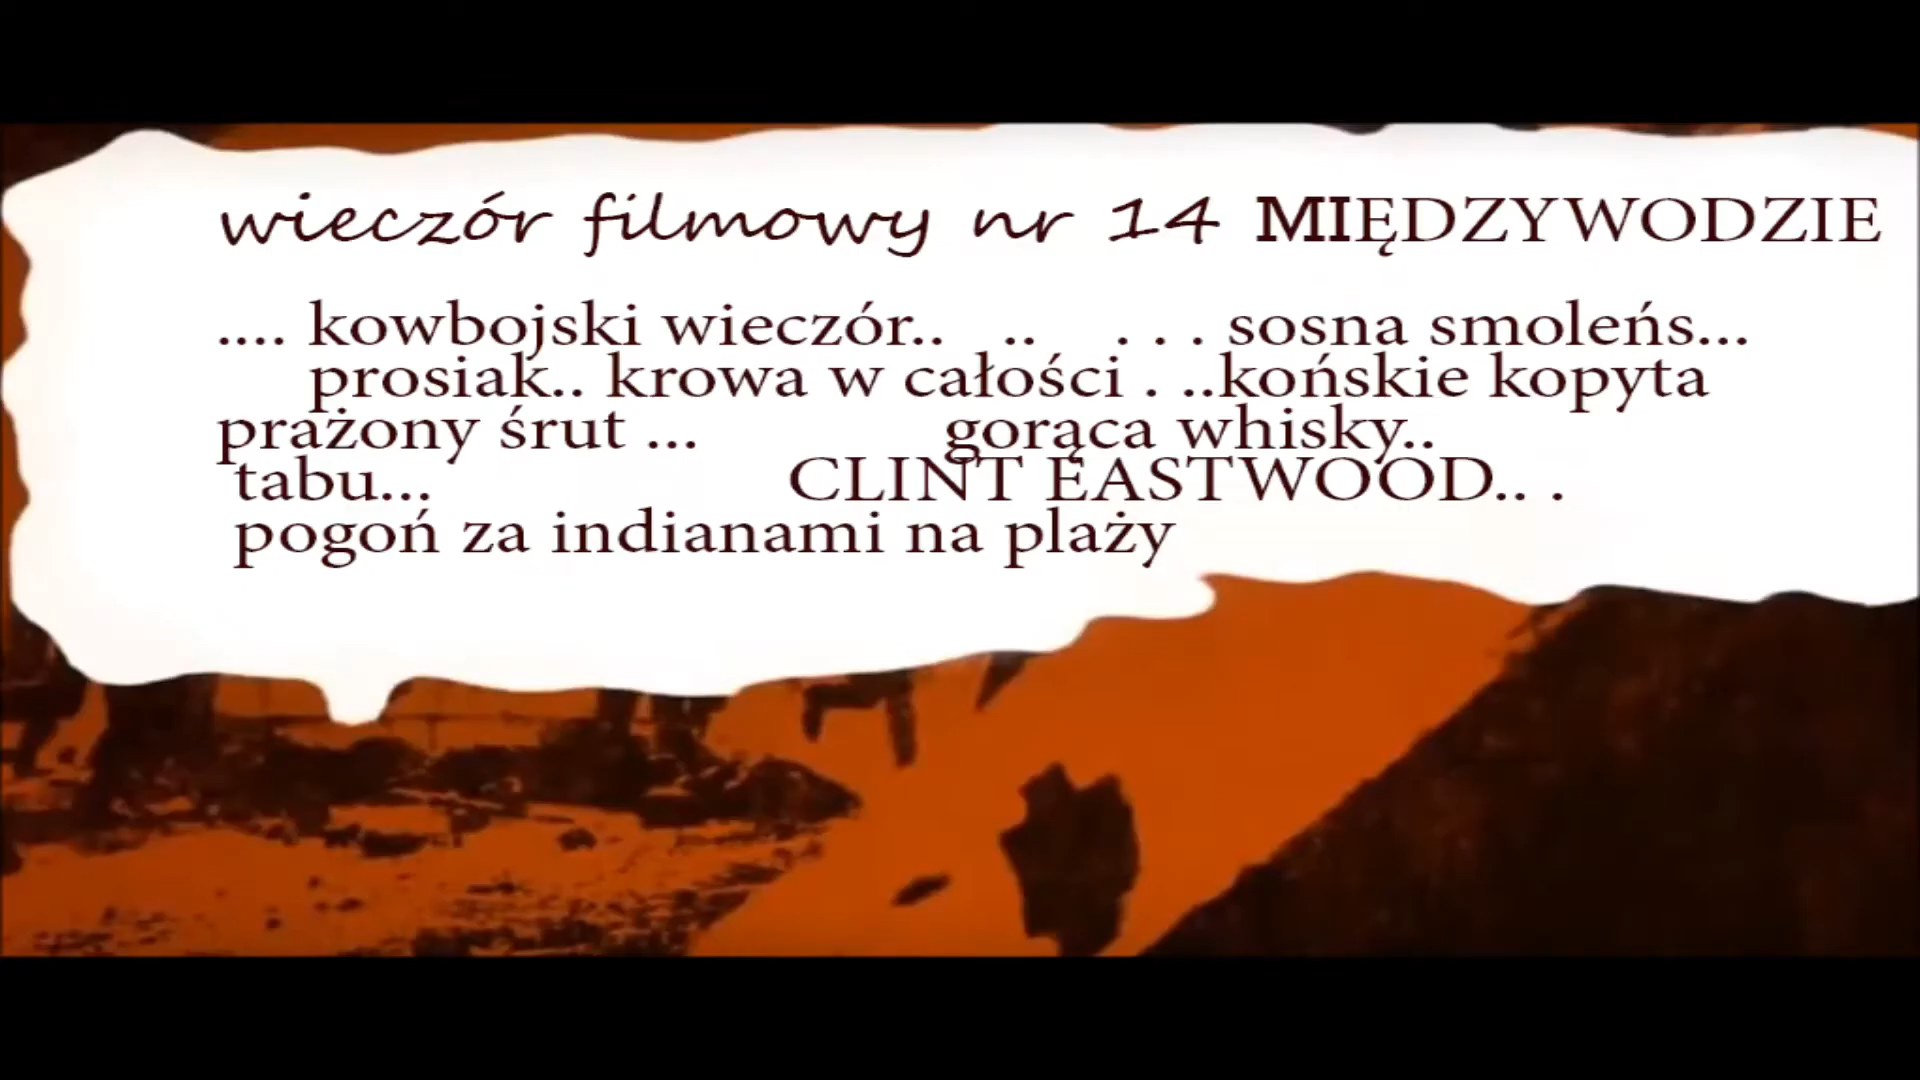 wieczór filmowy nr 14 MIĘDZYWODZIE
.... kowbojski wieczór.. .. . . . sosna smoleńs...
prosiak.. krowa w całości . ..końskie kopyta
prażony śrut ... gorąca whisky..
tabu... CLINT EASTWOOD.. .
pogoń za indianami na plaży